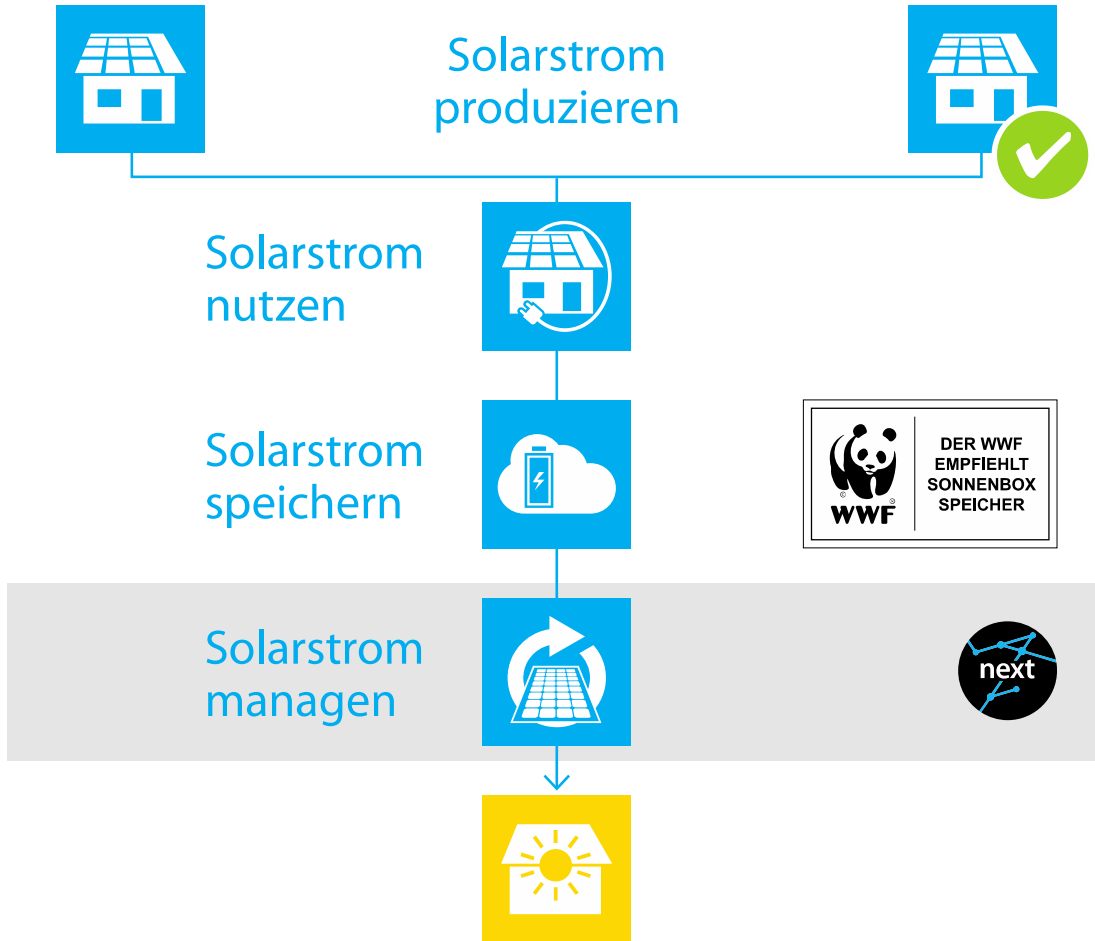 Solarstrom
produzieren
Solarstrom
nutzen
Solarstrom
speichern
DER WWF
EMPFIEHLT
SONNENBOX
SPEICHER
© ®
WWF
Solarstrom
managen
next